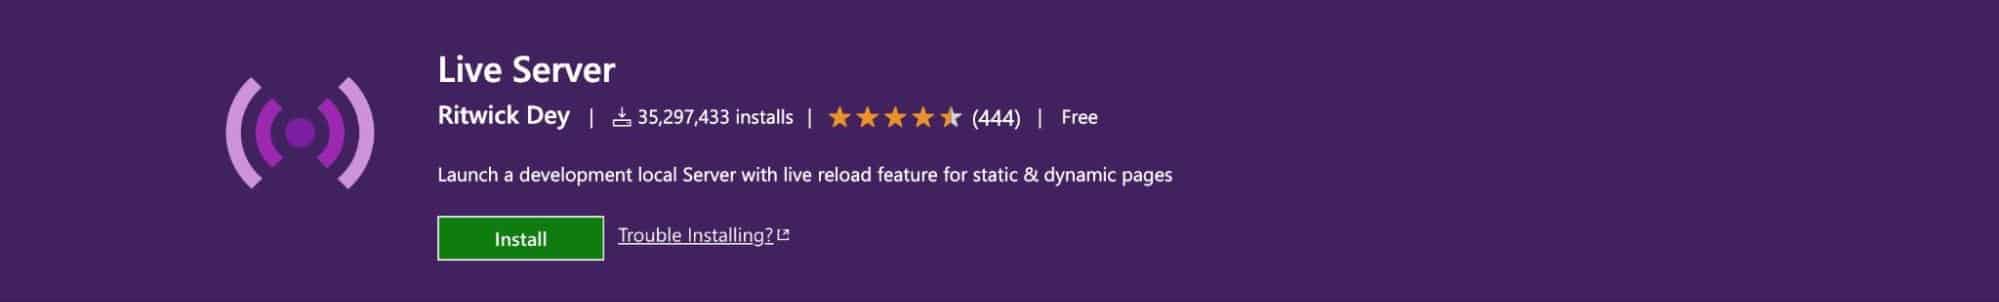 Live Server
Ritwick Dey | 35,297,433 installs | (444) | Free
Launch a development local Server with live reload feature for static & dynamic pages
Install Trouble Installing?